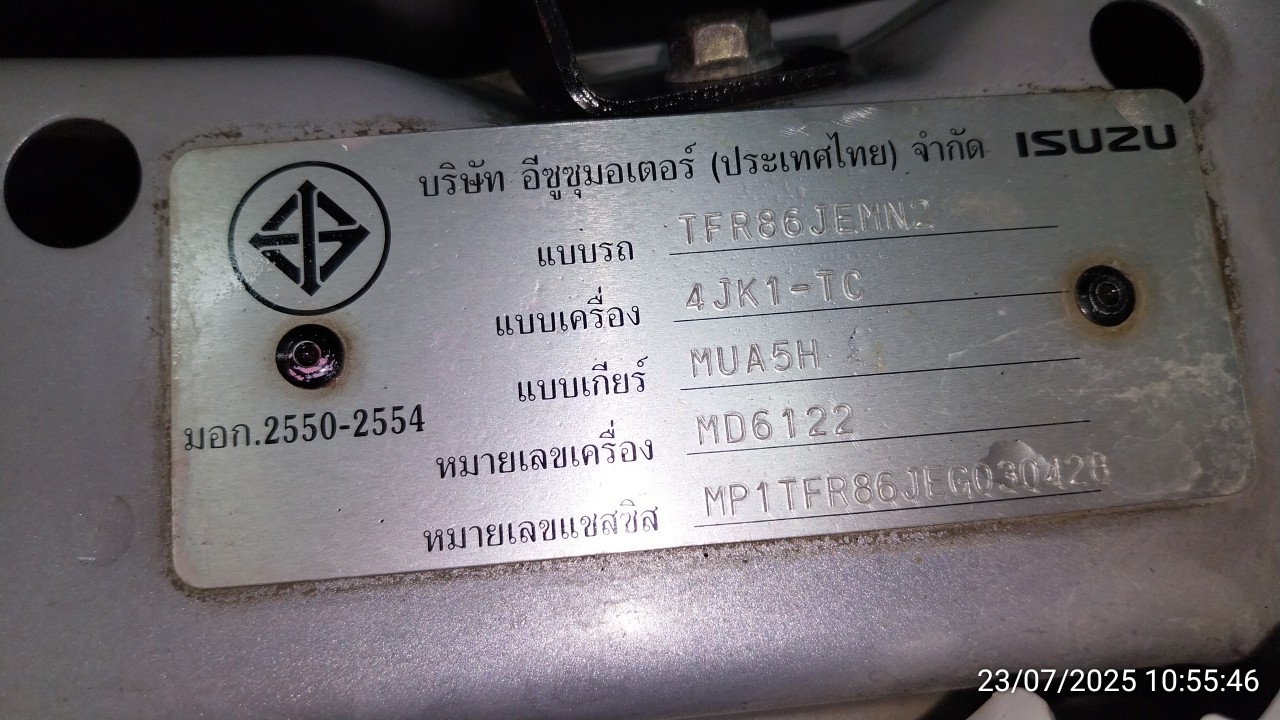 บริษัท อีซูซุมอเตอร์ (ประเทศไทย) จำกัด ISUZU
แบบรถ TFR86JEMN2
แบบเครื่อง 4JK1-TC
แบบเกียร์ MUA5H
มอก.2550-2554
หมายเลขเครื่อง MD6122
หมายเลขแชสซิส MP1TFR86JEG030428
23/07/2025 10:55:46